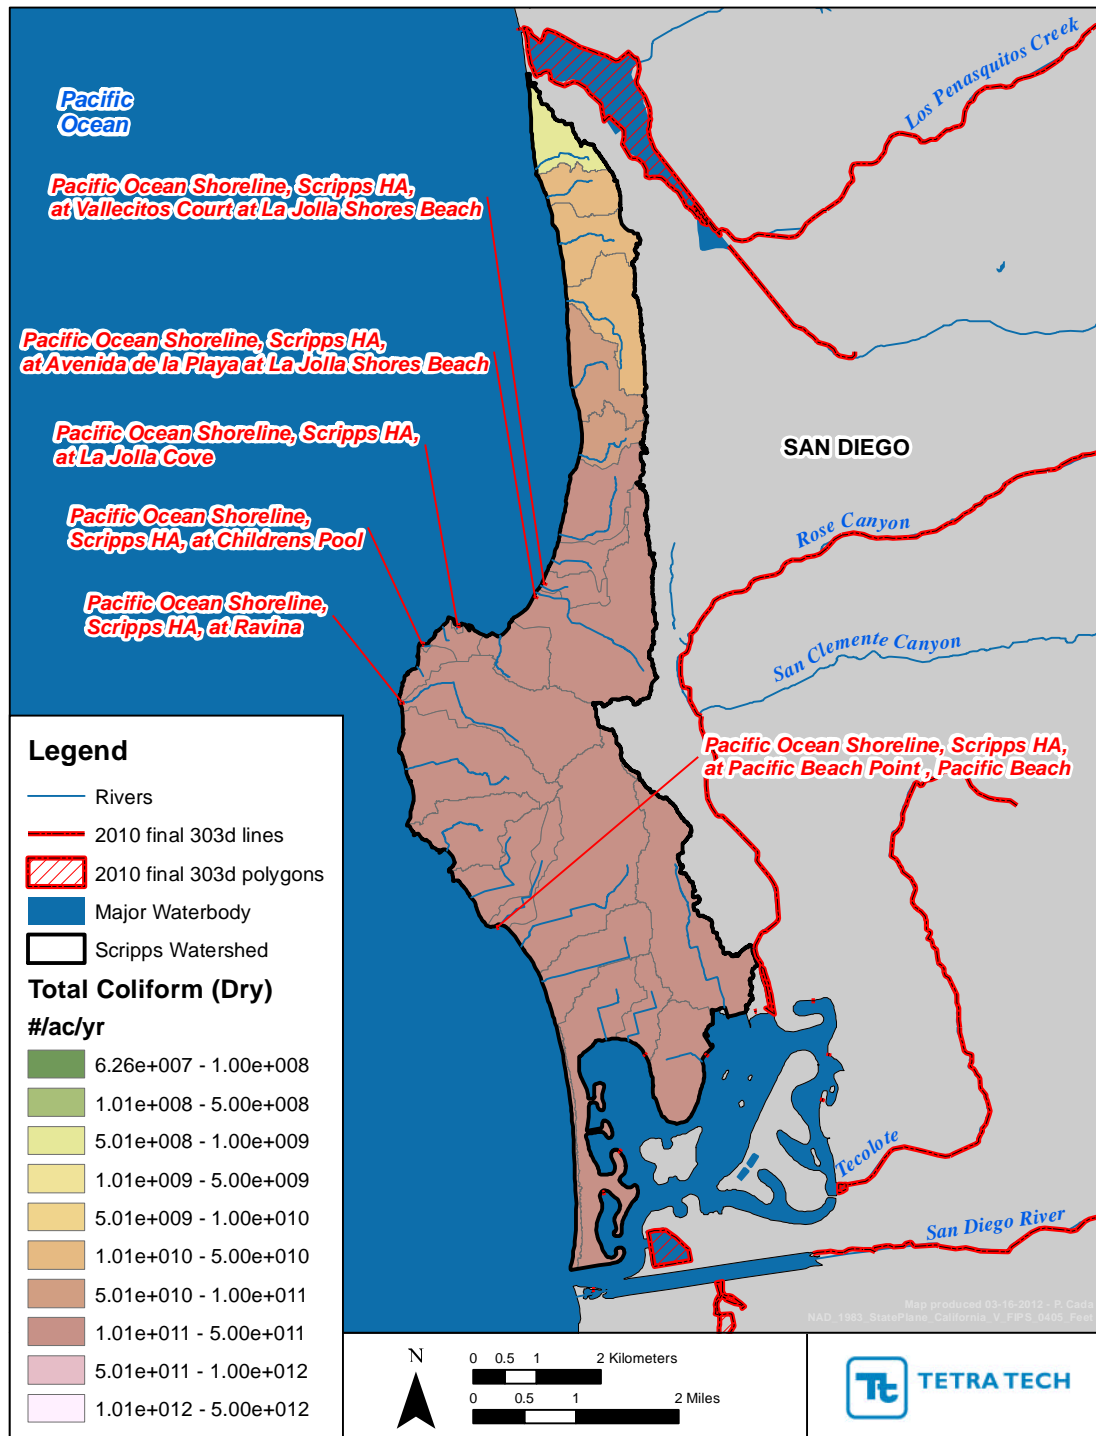 Pacific
Ocean
Los Penasquitos Creek
Pacific Ocean Shoreline, Scripps HA,
at Vallecitos Court at La Jolla Shores Beach
Pacific Ocean Shoreline, Scripps HA,
at Avenida de la Playa at La Jolla Shores Beach
Pacific Ocean Shoreline, Scripps HA,
at La Jolla Cove
SAN DIEGO
Pacific Ocean Shoreline,
Scripps HA, at Childrens Pool
Rose Canyon
Pacific Ocean Shoreline,
Scripps HA, at Ravina
San Clemente Canyon
Pacific Ocean Shoreline, Scripps HA,
at Pacific Beach Point , Pacific Beach
Tecolote
San Diego River
Legend
Rivers
2010 final 303d lines
2010 final 303d polygons
Major Waterbody
Scripps Watershed
Total Coliform (Dry)
#/ac/yr
6.26e+007 - 1.00e+008
1.01e+008 - 5.00e+008
5.01e+008 - 1.00e+009
1.01e+009 - 5.00e+009
5.01e+009 - 1.00e+010
1.01e+010 - 5.00e+010
5.01e+010 - 1.00e+011
1.01e+011 - 5.00e+011
5.01e+011 - 1.00e+012
1.01e+012 - 5.00e+012
Map produced 03-16-2012 - P. Cada
NAD_1983_StatePlane_California_V_FIPS_0405_Feet
N
0 0.5 1 2 Kilometers
0 0.5 1 2 Miles
Tt
TETRA TECH